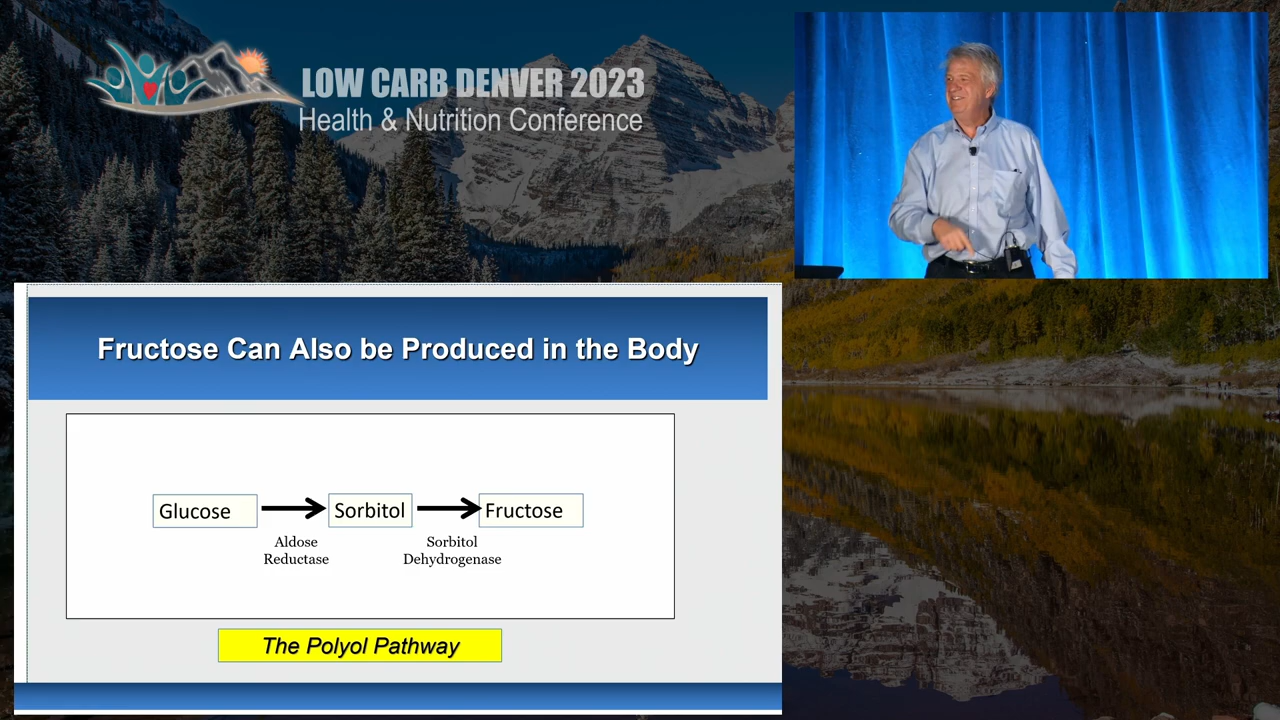 LOW CARB DENVER 2023
Health & Nutrition Conference
Fructose Can Also be Produced in the Body
Glucose
Sorbitol
Fructose
Aldose
Reductase
Sorbitol
Dehydrogenase
The Polyol Pathway